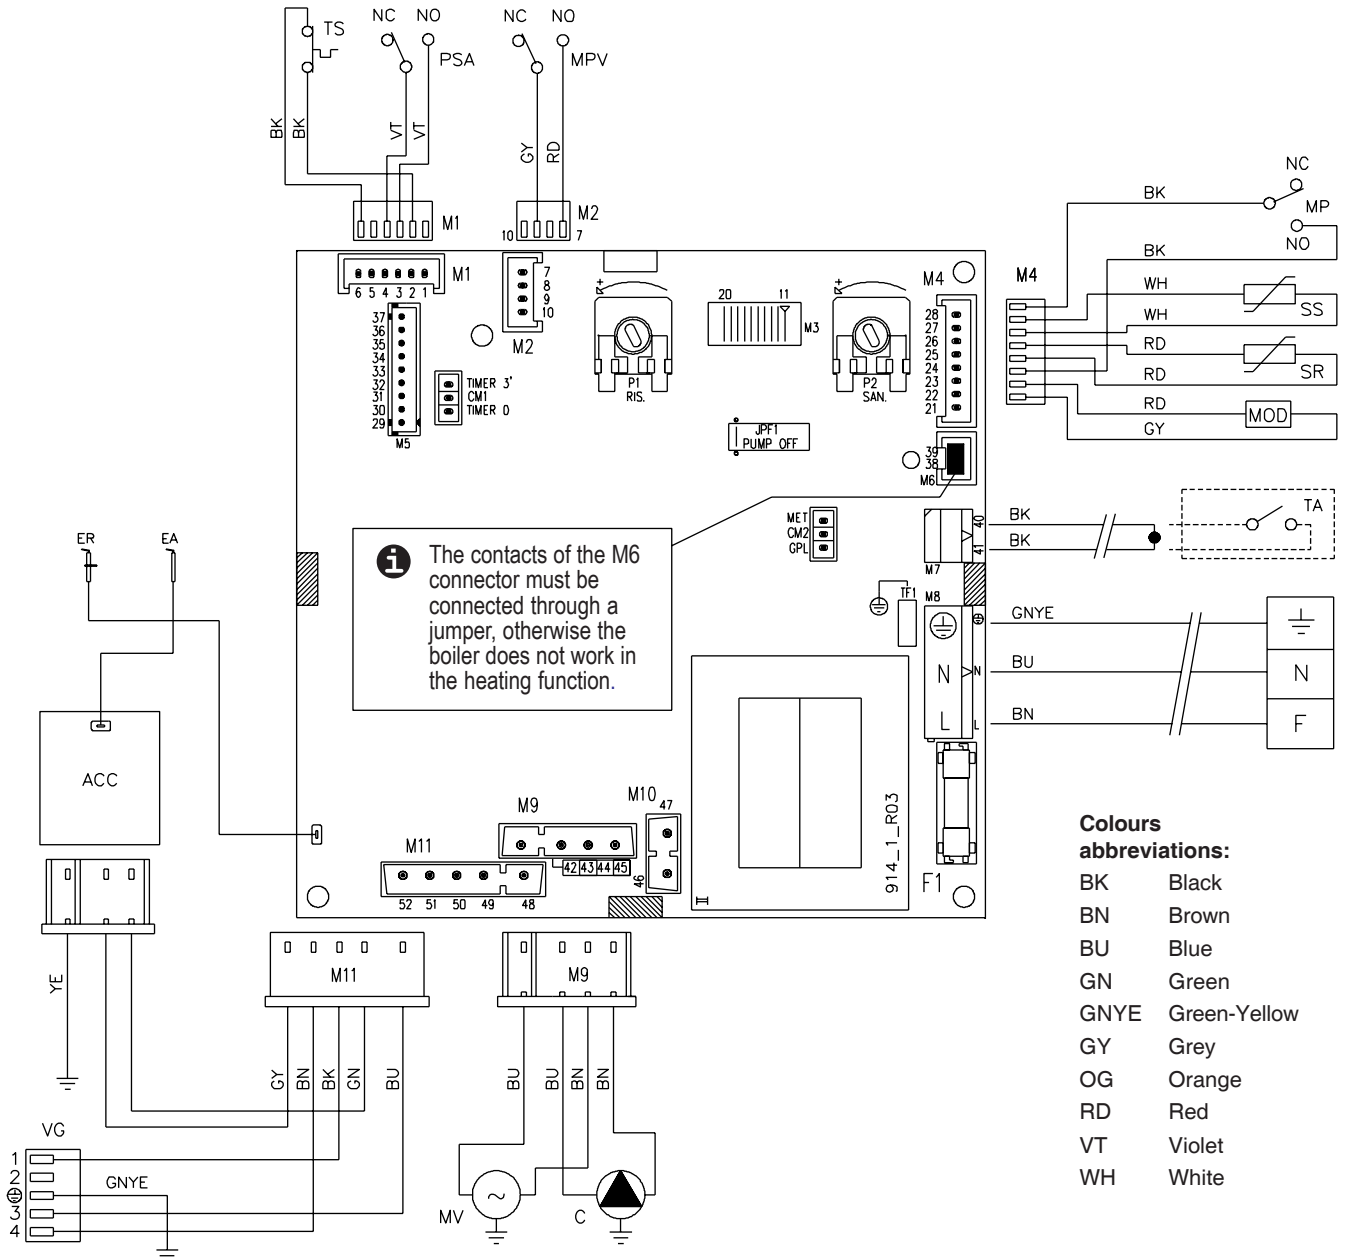 TS
NC NO
PSA
NC NO
MPV
BK
BK
VT
VT
GY
RD
M1
10 7
M2
NC
BK
MP
NO
BK
M4
WH
SS
WH
RD
SR
RD
RD
MOD
GY
M1
6 5 4 3 2 1
7
8
9
10
M2
37
36
35
34
33
32
31
30
29
M5
TIMER 3'
CM1
TIMER 0
+
P1
RIS.
20 11
M3
+
P2
SAN.
M4
28
27
26
25
24
23
22
21
JPF1
PUMP OFF
39
38
M6
MET
CM2
GPL
40
41
M7
BK
BK
TA
i
The contacts of the M6
connector must be
connected through a
jumper, otherwise the
boiler does not work in
the heating function.
TF1
M8
N
L
N
L
GNYE
BU
BN
N
F
ER EA
ACC
914_1_R03
F1
M9
42 43 44 45
M10
47
46
M11
52 51 50 49 48
YE
M11
GY
BN
BK
GN
BU
M9
BU
BU
BN
BN
VG
1
2
3
4
GNYE
MV
~
C
Colours
abbreviations:
BK Black
BN Brown
BU Blue
GN Green
GNYE Green-Yellow
GY Grey
OG Orange
RD Red
VT Violet
WH White